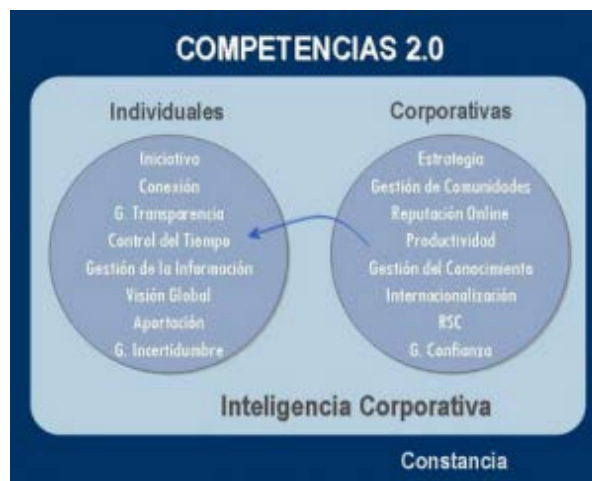 COMPETENCIAS 2.0
Individuales
Iniciativa
Conexión
G. Transparencia
Control del Tiempo
Gestión de la Información
Visión Global
Aportación
G. Incertidumbre
Corporativas
Estrategia
Gestión de Comunidades
Reputación Online
Productividad
Gestión del Conocimiento
Internacionalización
RSC
G. Confianza
Inteligencia Corporativa
Constancia